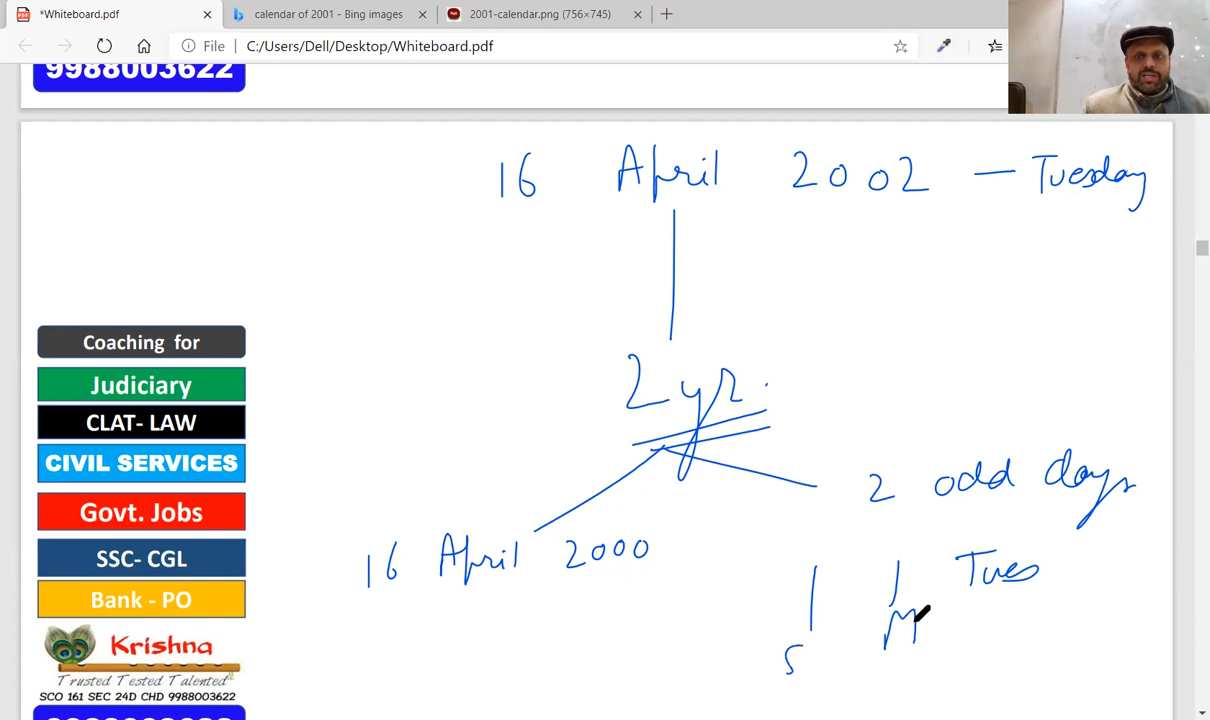 *Whiteboard.pdf
calendar of 2001 - Bing images
2001-calendar.png (756×745)
File C:/Users/Dell/Desktop/Whiteboard.pdf
9988003622
16 April 2002 — Tuesday
2 yr.
2 odd days
16 April 2000
Tues
M
S
Coaching for
Judiciary
CLAT- LAW
CIVIL SERVICES
Govt. Jobs
SSC- CGL
Bank - PO
Krishna
Trusted Tested Talented
SCO 161 SEC 24D CHD 9988003622
9988003622